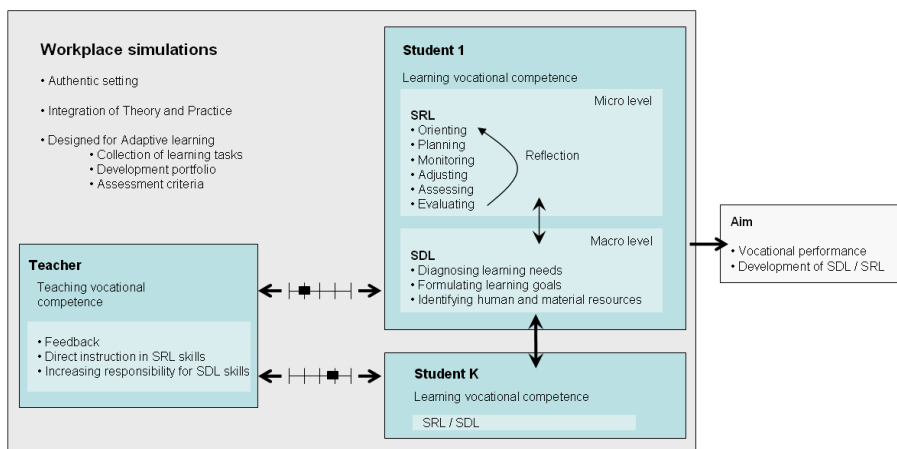 Workplace simulations
• Authentic setting
• Integration of Theory and Practice
• Designed for Adaptive learning
• Collection of learning tasks
• Development portfolio
• Assessment criteria
Student 1
Learning vocational competence
Micro level
SRL
• Orienting
• Planning
• Monitoring
• Adjusting
• Assessing
• Evaluating
Reflection
Macro level
SDL
• Diagnosing learning needs
• Formulating learning goals
• Identifying human and material resources
Teacher
Teaching vocational
competence
• Feedback
• Direct instruction in SRL skills
• Increasing responsibility for SDL skills
Student K
Learning vocational competence
SRL / SDL
Aim
• Vocational performance
• Development of SDL / SRL